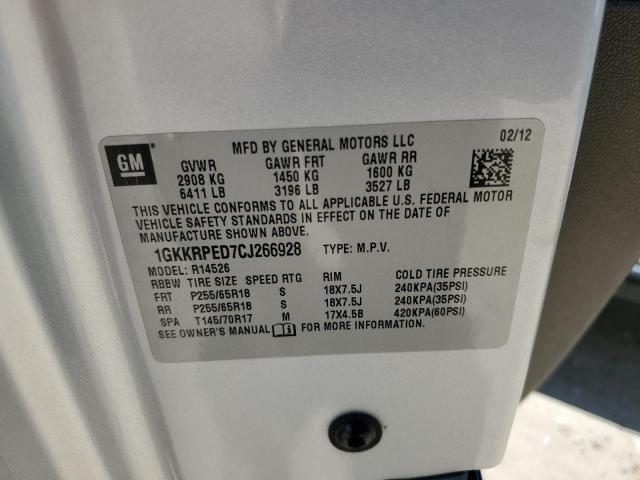 GM
MFD BY GENERAL MOTORS LLC 02/12
GVWR GAWR FRT GAWR RR
2908 KG 1450 KG 1600 KG
6411 LB 3196 LB 3527 LB
THIS VEHICLE CONFORMS TO ALL APPLICABLE U.S. FEDERAL MOTOR
VEHICLE SAFETY STANDARDS IN EFFECT ON THE DATE OF
MANUFACTURE SHOWN ABOVE.
1GKKRPED7CJ266928 TYPE: M.P.V.
MODEL: R14526
RBBW TIRE SIZE SPEED RTG RIM COLD TIRE PRESSURE
FRT P255/65R18 S 18X7.5J 240KPA(35PSI)
RR P255/65R18 S 18X7.5J 240KPA(35PSI)
SPA T145/70R17 M 17X4.5B 420KPA(60PSI)
SEE OWNER'S MANUAL FOR MORE INFORMATION.